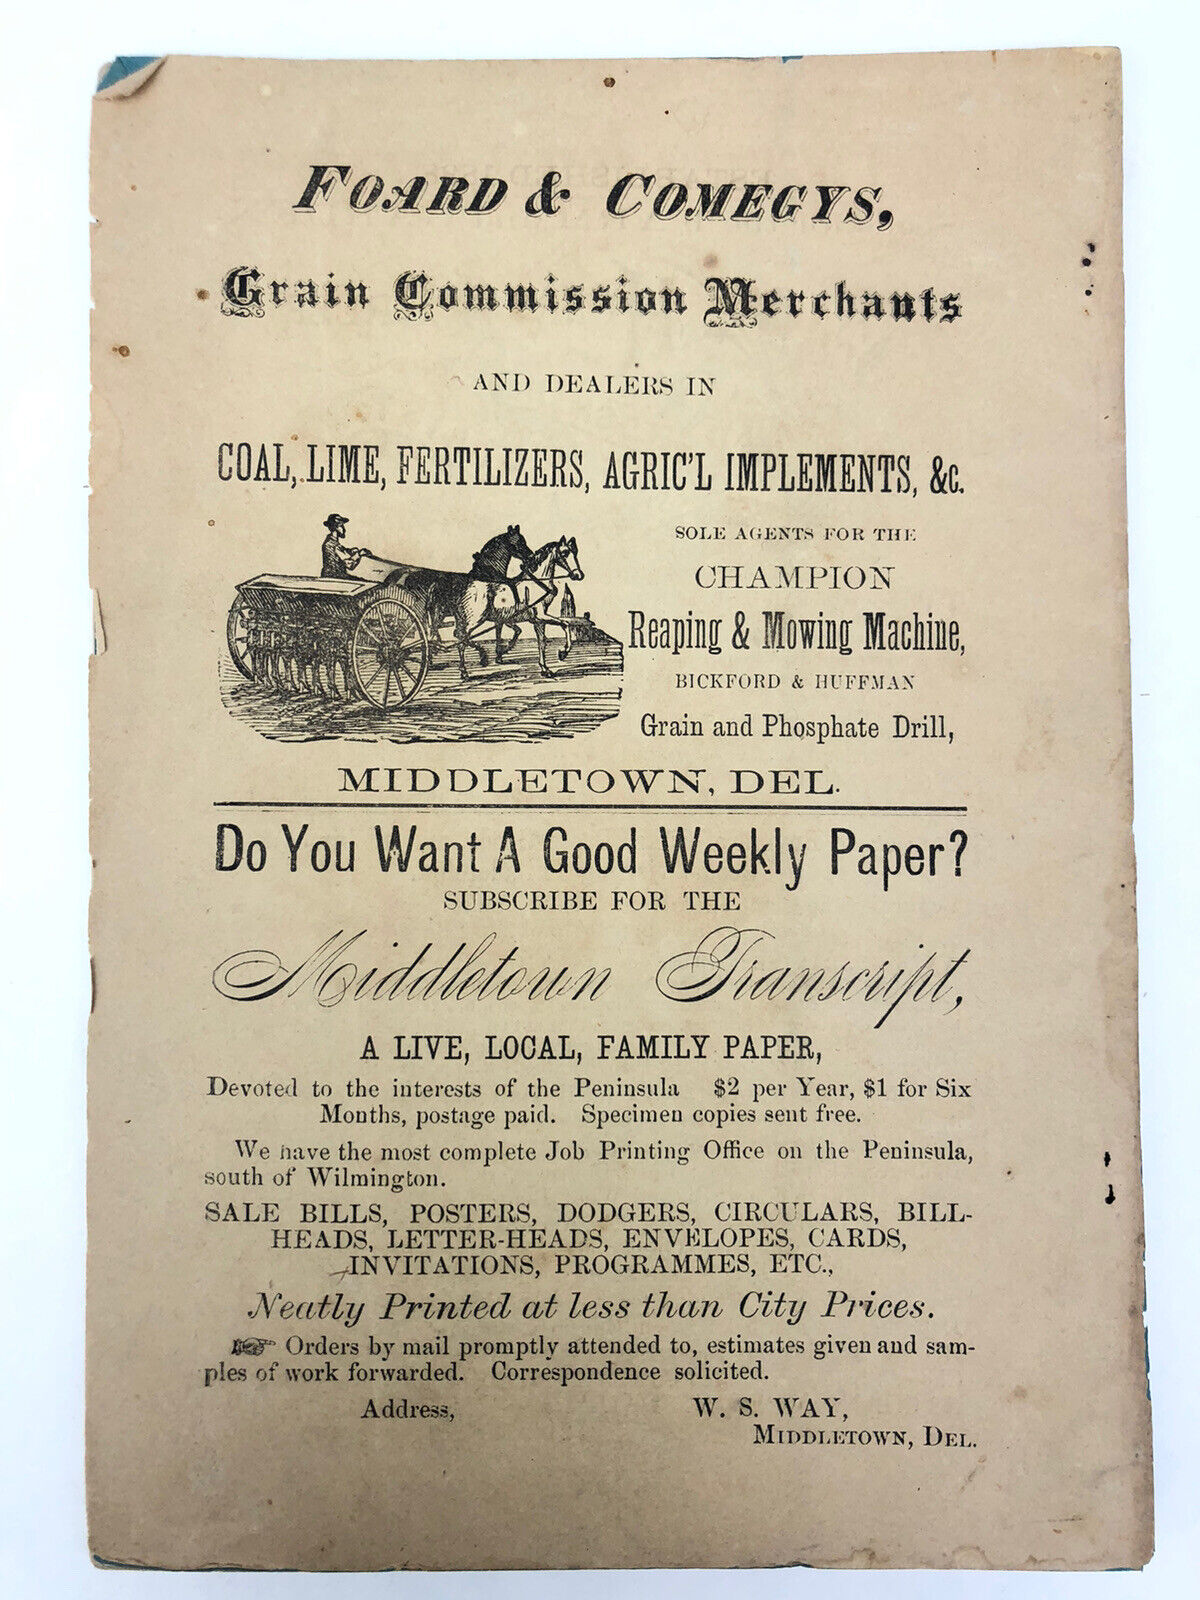 FOARD & COMEGYS,
Grain Commission Merchants
AND DEALERS IN
COAL, LIME, FERTILIZERS, AGRIC'L IMPLEMENTS, &c.
SOLE AGENTS FOR THE
CHAMPION
Reaping & Mowing Machine,
BICKFORD & HUFFMAN
Grain and Phosphate Drill,
MIDDLETOWN, DEL.
Do You Want A Good Weekly Paper?
SUBSCRIBE FOR THE
Middletown Transcript,
A LIVE, LOCAL, FAMILY PAPER,
Devoted to the interests of the Peninsula $2 per Year, $1 for Six
Months, postage paid. Specimen copies sent free.
We have the most complete Job Printing Office on the Peninsula,
south of Wilmington.
SALE BILLS, POSTERS, DODGERS, CIRCULARS, BILL-
HEADS, LETTER-HEADS, ENVELOPES, CARDS,
INVITATIONS, PROGRAMMES, ETC.,
Neatly Printed at less than City Prices.
☞ Orders by mail promptly attended to, estimates given and sam-
ples of work forwarded. Correspondence solicited.
Address, W. S. WAY,
MIDDLETOWN, DEL.